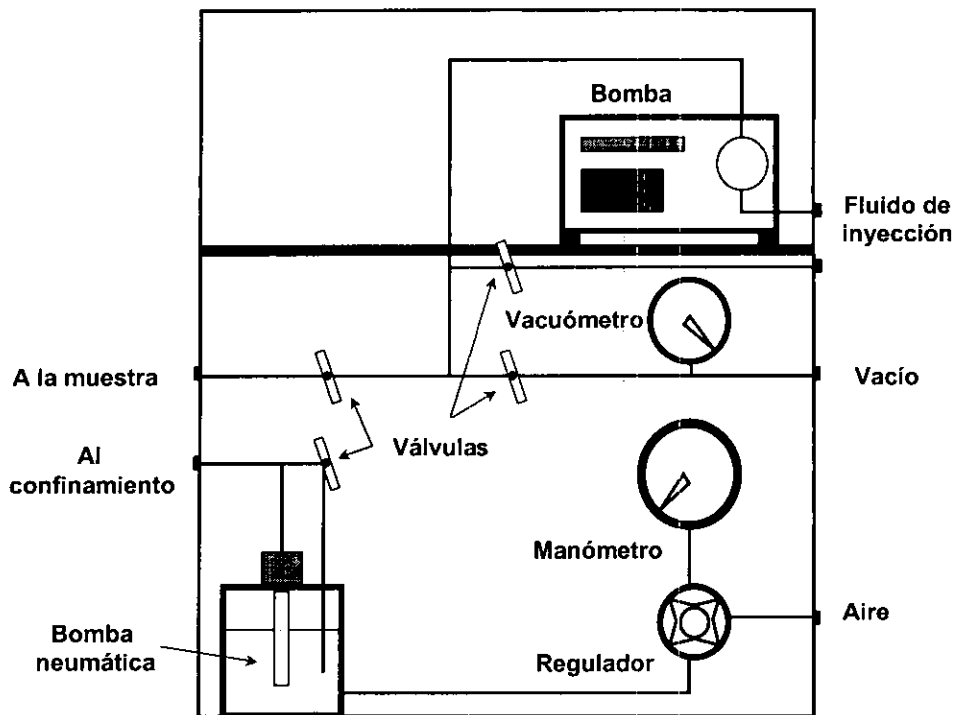 Bomba
Fluido de
inyección
Vacuómetro
A la muestra
Vacío
Válvulas
Al
confinamiento
Manómetro
Aire
Bomba
neumática
Regulador